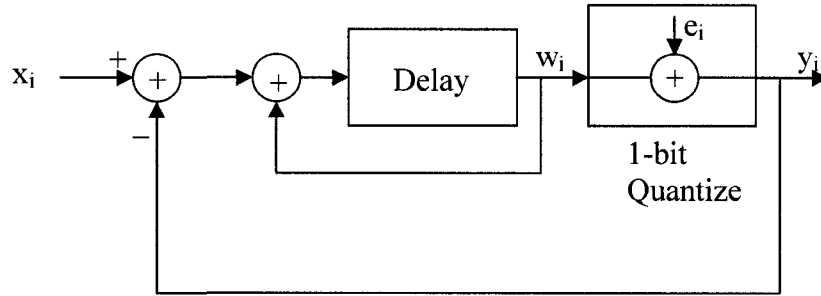 xi
+
+
−
+
Delay
wi
ei
+
yi
1-bit
Quantize